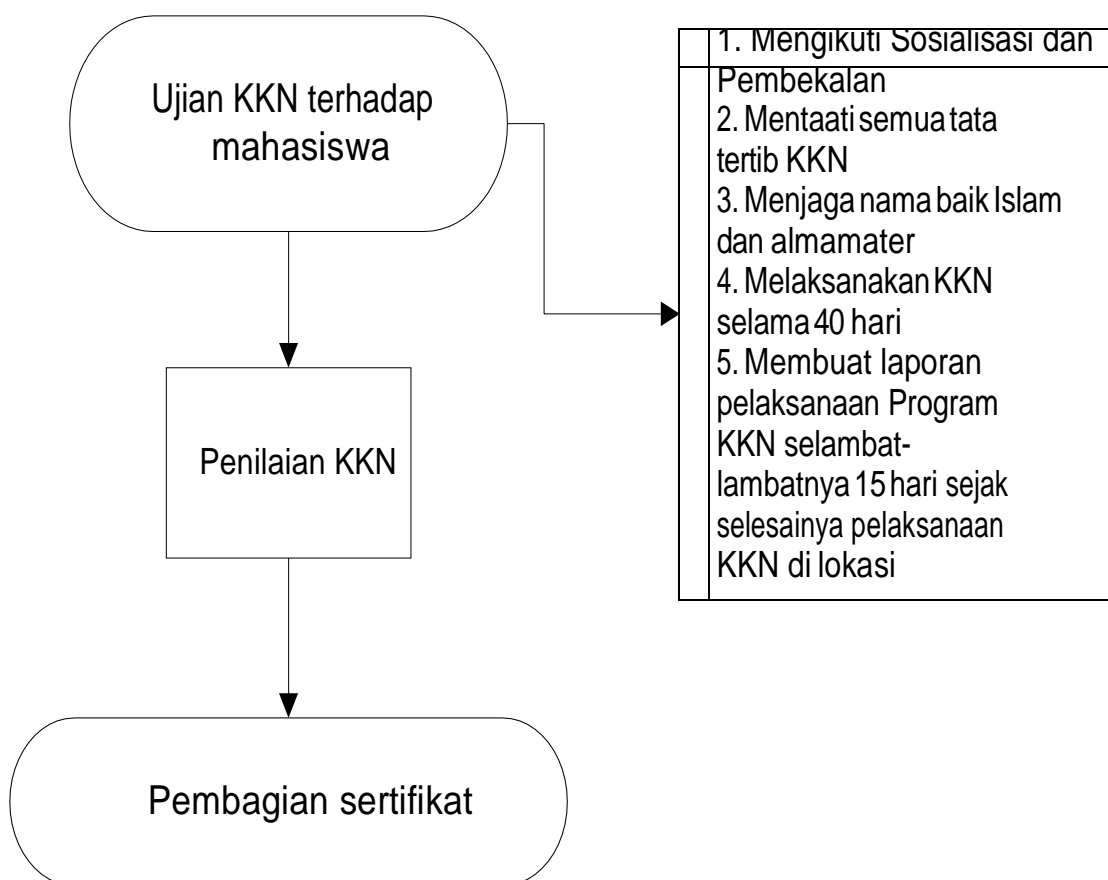 Ujian KKN terhadap
mahasiswa
Penilaian KKN
Pembagian sertifikat
1. Mengikuti Sosialisasi dan
Pembekalan
2. Mentaati semua tata
tertib KKN
3. Menjaga nama baik Islam
dan almamater
4. Melaksanakan KKN
selama 40 hari
5. Membuat laporan
pelaksanaan Program
KKN selambat-
lambatnya 15 hari sejak
selesainya pelaksanaan
KKN di lokasi